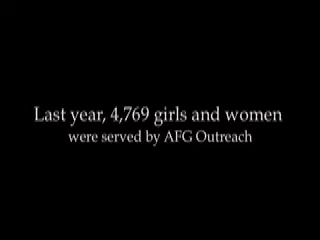 Last year, 4,769 girls and women
were served by AFG Outreach